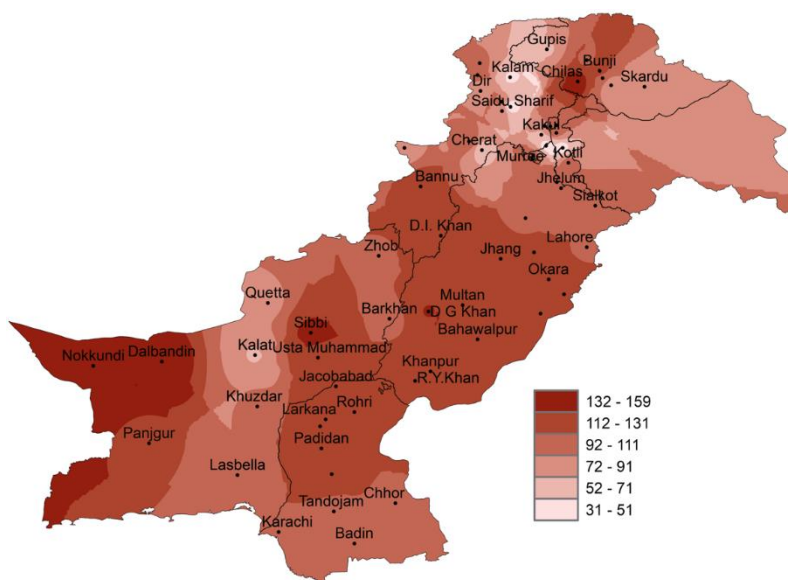 Gupis
Kalam
Chilas
Bunji
Skardu
Dir
Saidu Sharif
Kakul
Cherat
Murree
Kotli
Bannu
Jhelum
Sialkot
D.I. Khan
Zhob
Jhang
Lahore
Okara
Quetta
Barkhan
Multan
D G Khan
Bahawalpur
Sibbi
Kalat
Usta Muhammad
Nokkundi
Dalbandin
Khanpur
R.Y.Khan
Jacobabad
Khuzdar
Larkana
Rohri
Panjgur
Padidan
Lasbella
Tandojam
Chhor
Karachi
Badin
132 - 159
112 - 131
92 - 111
72 - 91
52 - 71
31 - 51